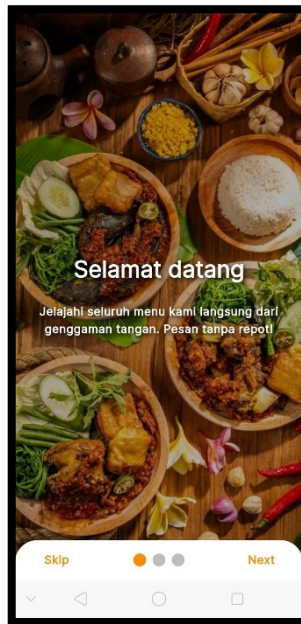 Selamat datang
Jelajahi seluruh menu kami langsung dari
genggaman tangan. Pesan tanpa repot!
Skip
Next